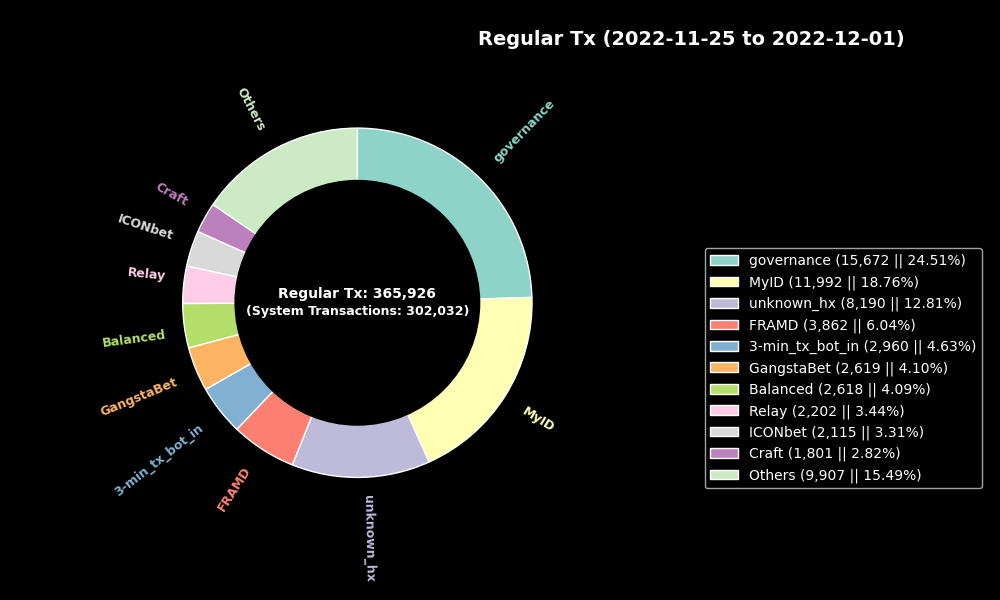 Regular Tx (2022-11-25 to 2022-12-01)
Others
governance
Craft
ICONbet
Relay
Balanced
GangstaBet
3-min_tx_bot_in
FRAMD
unknown_hx
MyID
Regular Tx: 365,926
(System Transactions: 302,032)
governance (15,672 || 24.51%)
MyID (11,992 || 18.76%)
unknown_hx (8,190 || 12.81%)
FRAMD (3,862 || 6.04%)
3-min_tx_bot_in (2,960 || 4.63%)
GangstaBet (2,619 || 4.10%)
Balanced (2,618 || 4.09%)
Relay (2,202 || 3.44%)
ICONbet (2,115 || 3.31%)
Craft (1,801 || 2.82%)
Others (9,907 || 15.49%)